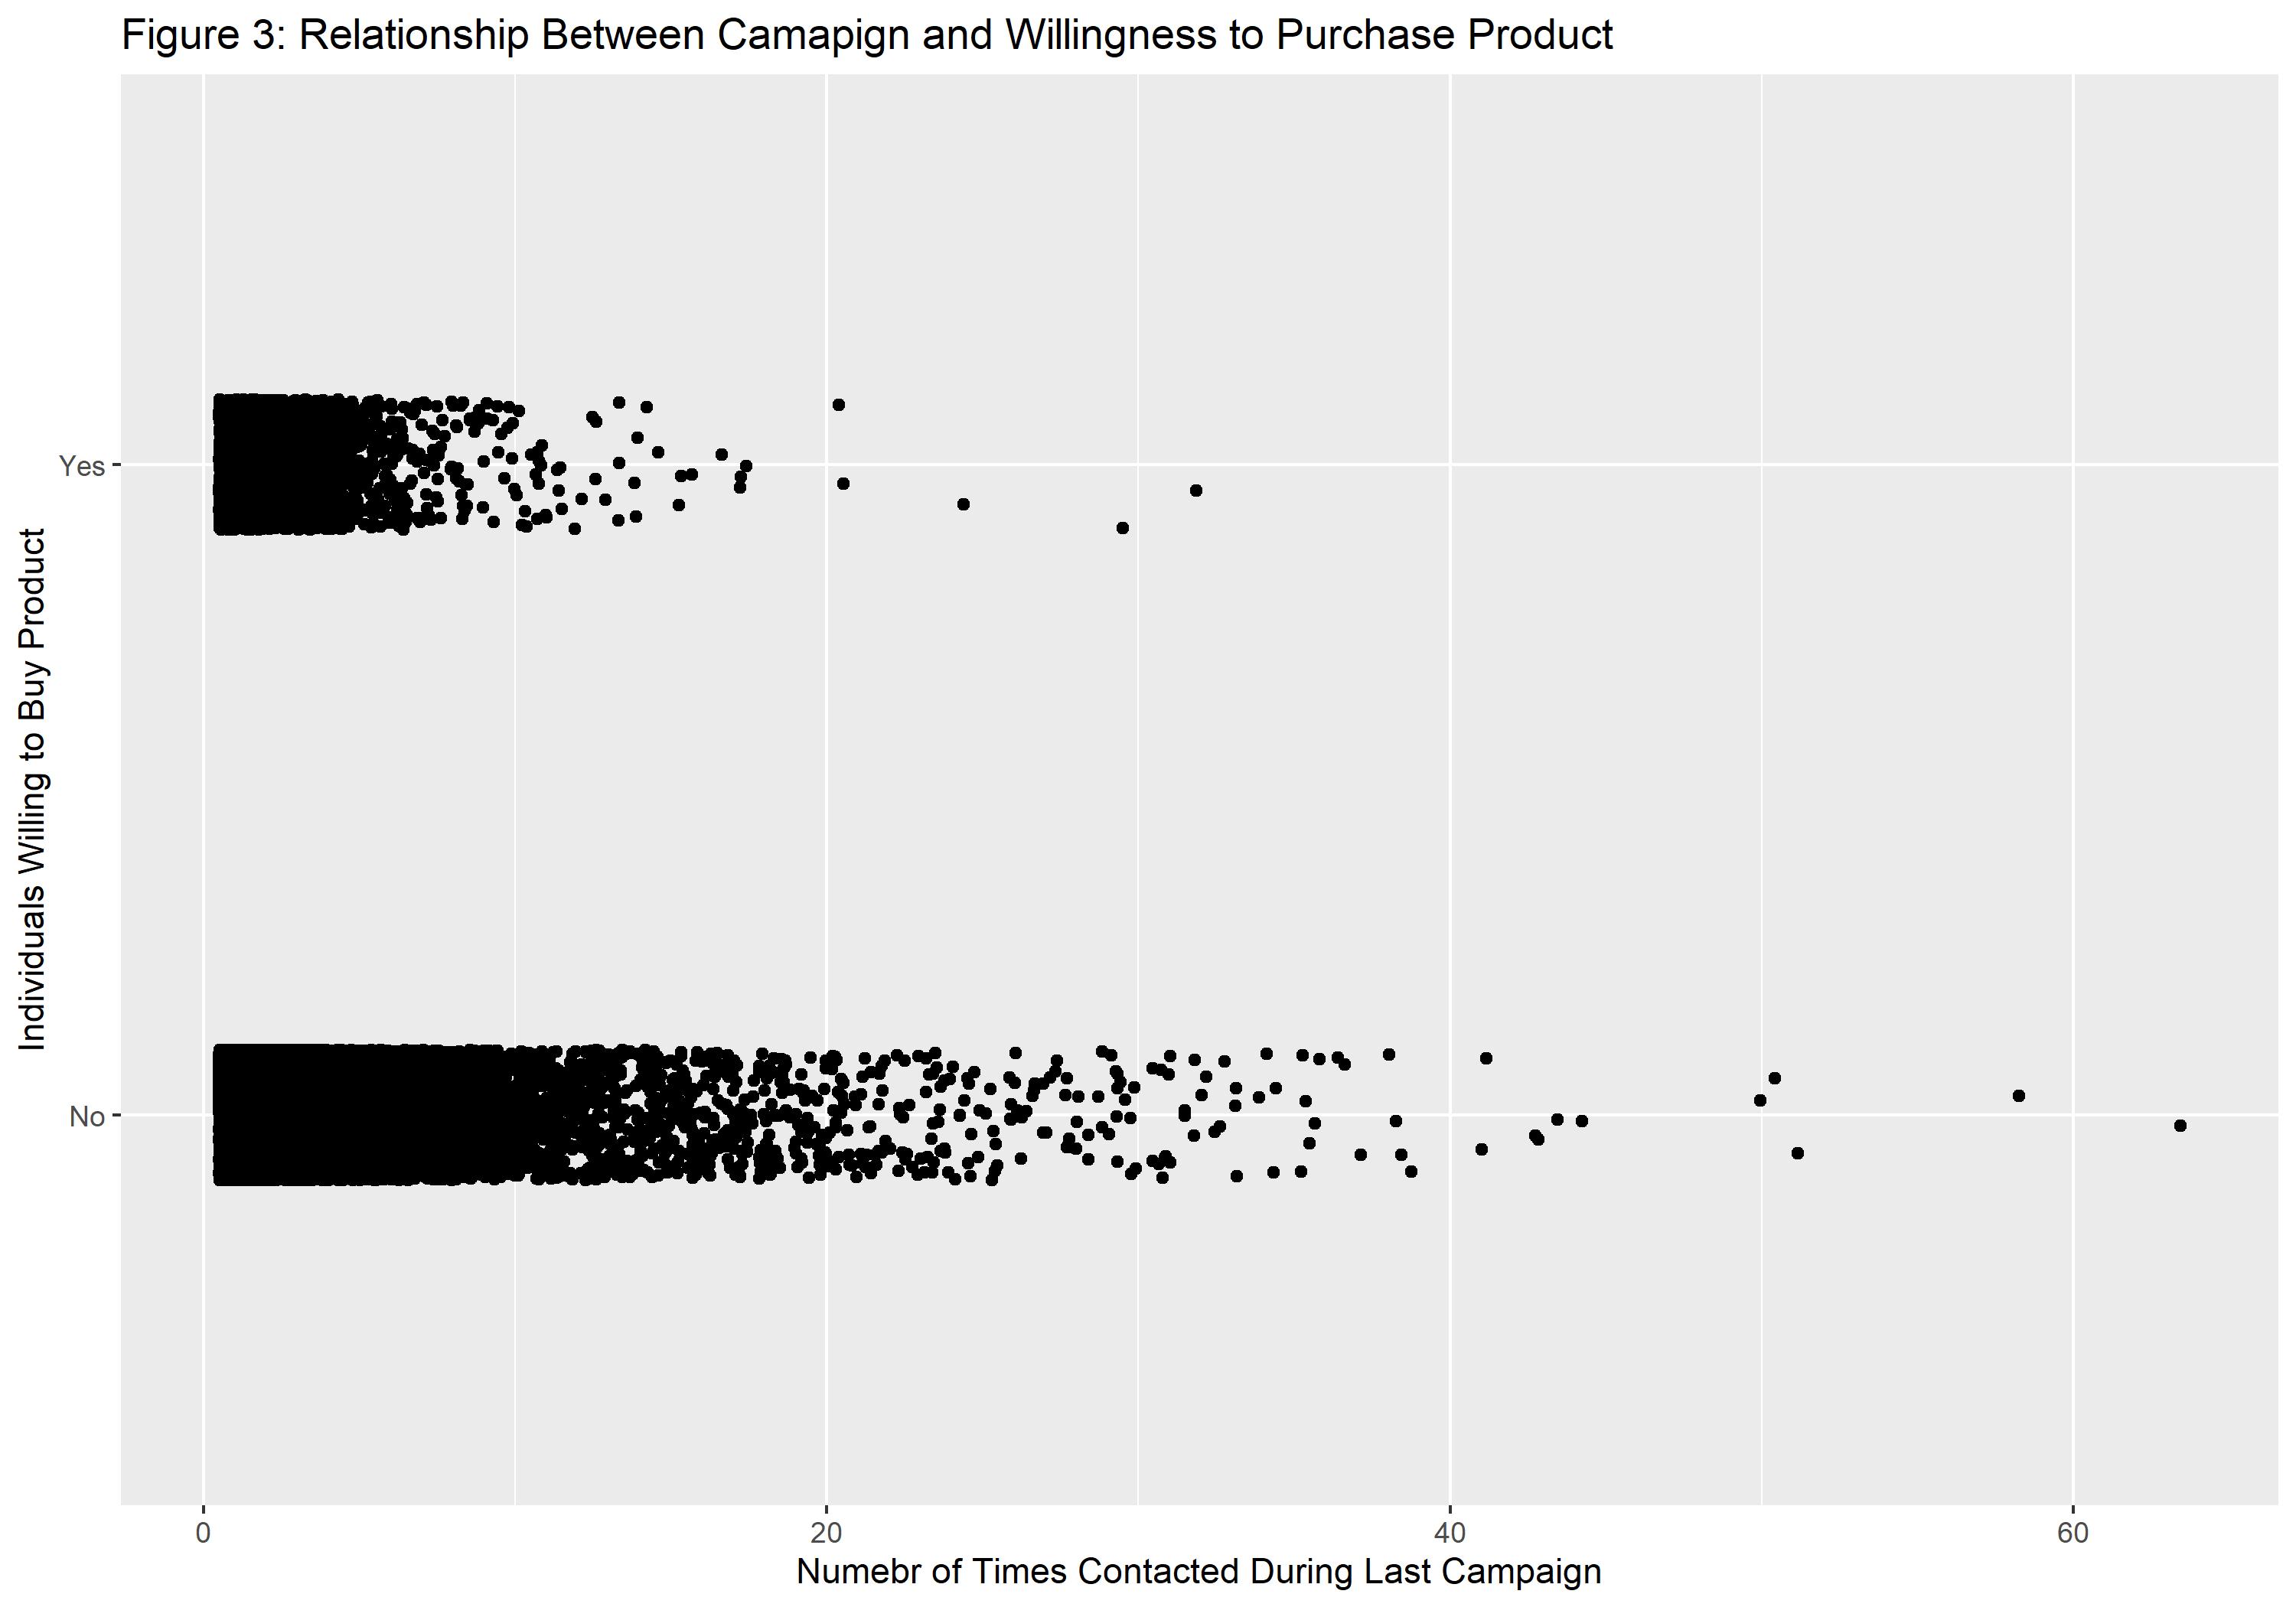 Figure 3: Relationship Between Camapign and Willingness to Purchase Product
Individuals Willing to Buy Product
Yes
No
0
20
40
60
Numebr of Times Contacted During Last Campaign